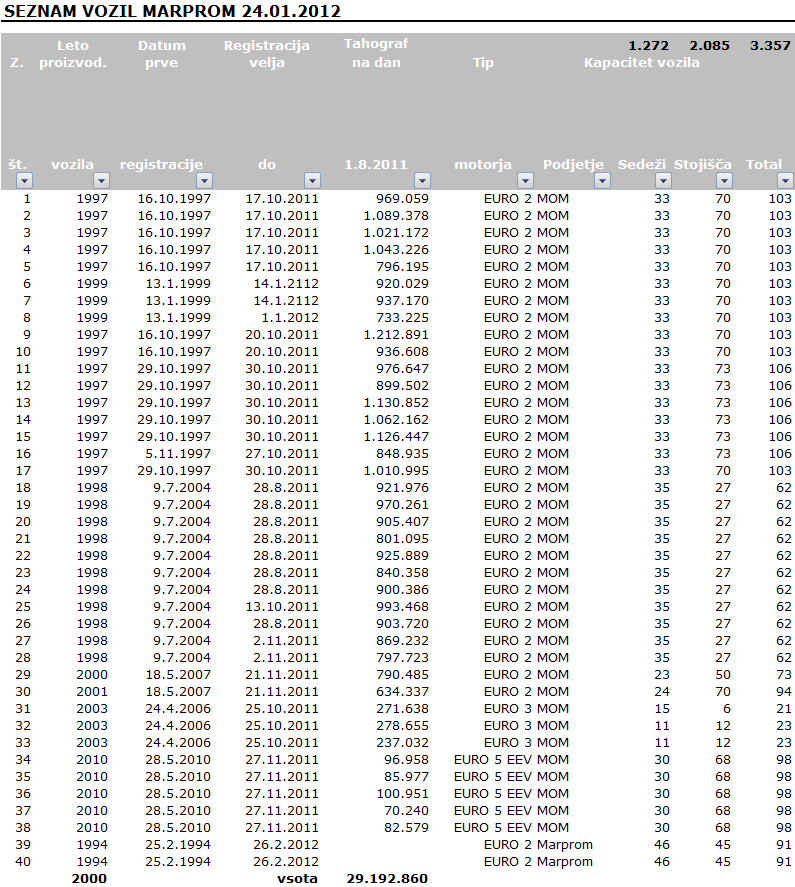 SEZNAM VOZIL MARPROM 24.01.2012
Leto Datum Registracija Tahograf 1.272 2.085 3.357
Z. proizvod. prve velja na dan Tip Kapacitet vozila
št. vozila registracije do 1.8.2011 motorja Podjetje Sedeži Stojišča Total
1 1997 16.10.1997 17.10.2011 969.059 EURO 2 MOM 33 70 103
2 1997 16.10.1997 17.10.2011 1.089.378 EURO 2 MOM 33 70 103
3 1997 16.10.1997 17.10.2011 1.021.172 EURO 2 MOM 33 70 103
4 1997 16.10.1997 17.10.2011 1.043.226 EURO 2 MOM 33 70 103
5 1997 16.10.1997 17.10.2011 796.195 EURO 2 MOM 33 70 103
6 1999 13.1.1999 14.1.2112 920.029 EURO 2 MOM 33 70 103
7 1999 13.1.1999 14.1.2112 937.170 EURO 2 MOM 33 70 103
8 1999 13.1.1999 1.1.2012 733.225 EURO 2 MOM 33 70 103
9 1997 16.10.1997 20.10.2011 1.212.891 EURO 2 MOM 33 70 103
10 1997 16.10.1997 20.10.2011 936.608 EURO 2 MOM 33 70 103
11 1997 29.10.1997 30.10.2011 976.647 EURO 2 MOM 33 73 106
12 1997 29.10.1997 30.10.2011 899.502 EURO 2 MOM 33 73 106
13 1997 29.10.1997 30.10.2011 1.130.852 EURO 2 MOM 33 73 106
14 1997 29.10.1997 30.10.2011 1.062.162 EURO 2 MOM 33 73 106
15 1997 29.10.1997 30.10.2011 1.126.447 EURO 2 MOM 33 73 106
16 1997 5.11.1997 27.10.2011 848.935 EURO 2 MOM 33 73 106
17 1997 29.10.1997 30.10.2011 1.010.995 EURO 2 MOM 33 70 103
18 1998 9.7.2004 28.8.2011 921.976 EURO 2 MOM 35 27 62
19 1998 9.7.2004 28.8.2011 970.261 EURO 2 MOM 35 27 62
20 1998 9.7.2004 28.8.2011 905.407 EURO 2 MOM 35 27 62
21 1998 9.7.2004 28.8.2011 801.095 EURO 2 MOM 35 27 62
22 1998 9.7.2004 28.8.2011 925.889 EURO 2 MOM 35 27 62
23 1998 9.7.2004 28.8.2011 840.358 EURO 2 MOM 35 27 62
24 1998 9.7.2004 28.8.2011 900.386 EURO 2 MOM 35 27 62
25 1998 9.7.2004 13.10.2011 993.468 EURO 2 MOM 35 27 62
26 1998 9.7.2004 28.8.2011 903.720 EURO 2 MOM 35 27 62
27 1998 9.7.2004 2.11.2011 869.232 EURO 2 MOM 35 27 62
28 1998 9.7.2004 2.11.2011 797.723 EURO 2 MOM 35 27 62
29 2000 18.5.2007 21.11.2011 790.485 EURO 2 MOM 23 50 73
30 2001 18.5.2007 21.11.2011 634.337 EURO 2 MOM 24 70 94
31 2003 24.4.2006 25.10.2011 271.638 EURO 3 MOM 15 6 21
32 2003 24.4.2006 25.10.2011 278.655 EURO 3 MOM 11 12 23
33 2003 24.4.2006 25.10.2011 237.032 EURO 3 MOM 11 12 23
34 2010 28.5.2010 27.11.2011 96.958 EURO 5 EEV MOM 30 68 98
35 2010 28.5.2010 27.11.2011 85.977 EURO 5 EEV MOM 30 68 98
36 2010 28.5.2010 27.11.2011 100.951 EURO 5 EEV MOM 30 68 98
37 2010 28.5.2010 27.11.2011 70.240 EURO 5 EEV MOM 30 68 98
38 2010 28.5.2010 27.11.2011 82.579 EURO 5 EEV MOM 30 68 98
39 1994 25.2.1994 26.2.2012 EURO 2 Marprom 46 45 91
40 1994 25.2.1994 26.2.2012 EURO 2 Marprom 46 45 91
2000 vsota 29.192.860